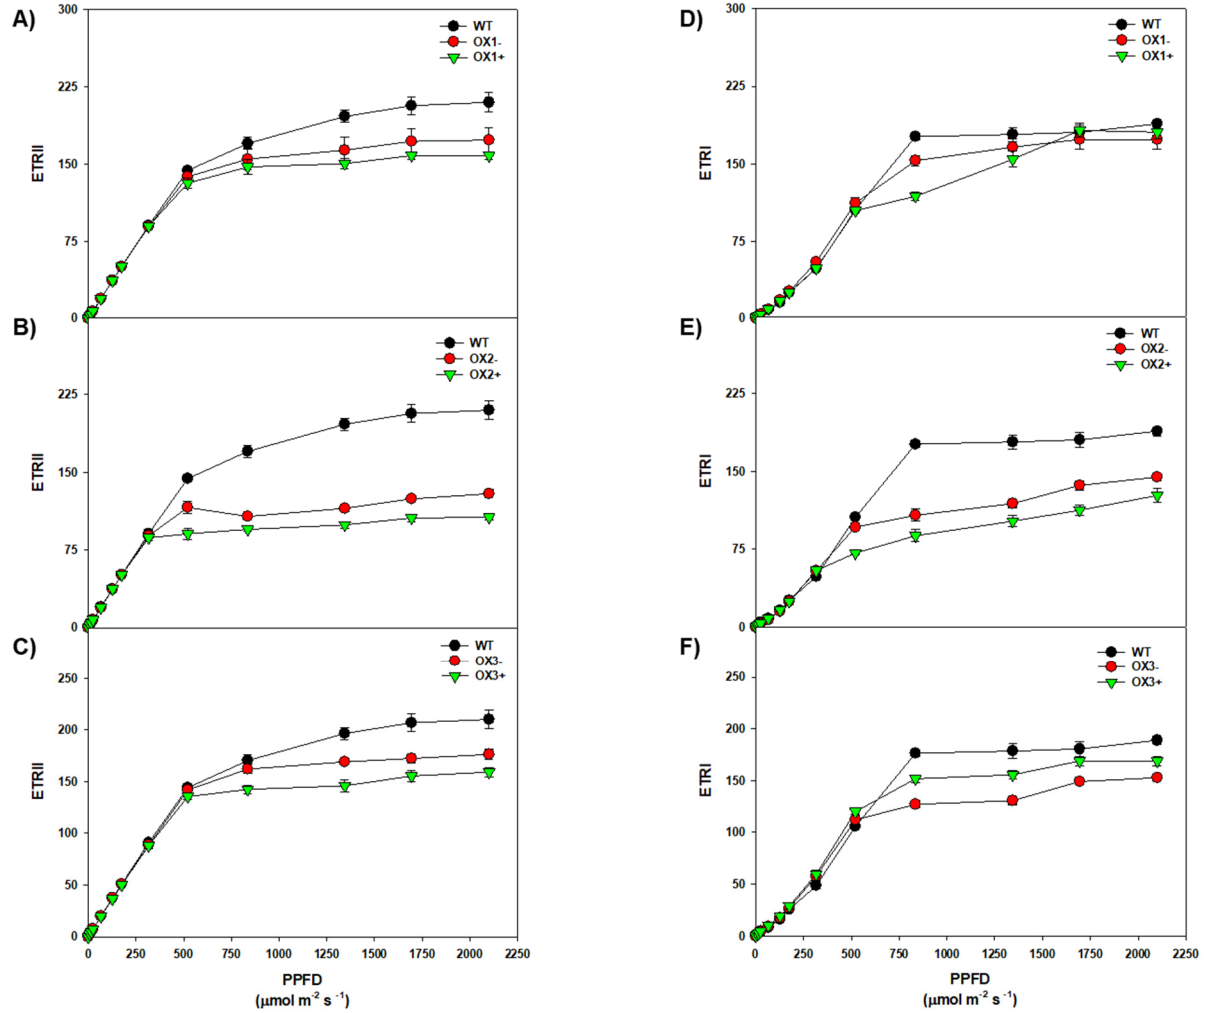 A)
300
225
150
75
0
ETRII
WT
OX1-
OX1+
D)
300
225
150
75
0
ETRI
WT
OX1-
OX1+
B)
225
150
75
0
ETRII
WT
OX2-
OX2+
E)
225
150
75
0
ETRI
WT
OX2-
OX2+
C)
250
200
150
100
50
0
ETRII
WT
OX3-
OX3+
0 250 500 750 1000 1250 1500 1750 2000 2250
PPFD
(μmol m-2 s -1)
F)
250
200
150
100
50
0
ETRI
WT
OX3-
OX3+
0 250 500 750 1000 1250 1500 1750 2000 2250
PPFD
(μmol m-2 s -1)